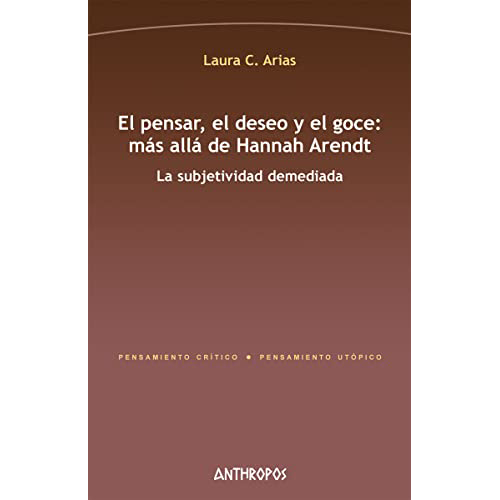 Laura C. Arias
El pensar, el deseo y el goce:
más allá de Hannah Arendt
La subjetividad demediada
PENSAMIENTO CRÍTICO ● PENSAMIENTO UTÓPICO
ANTHROPOS